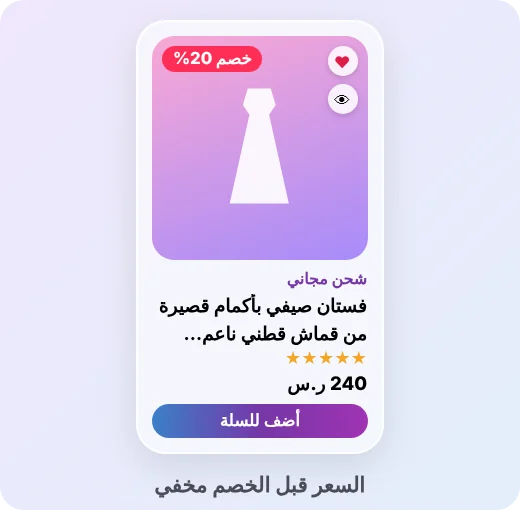 خصم 20%
شحن مجاني
فستان صيفي بأكمام قصيرة
من قماش قطني ناعم...
★★★★★
240 ر.س
أضف للسلة
السعر قبل الخصم مخفي